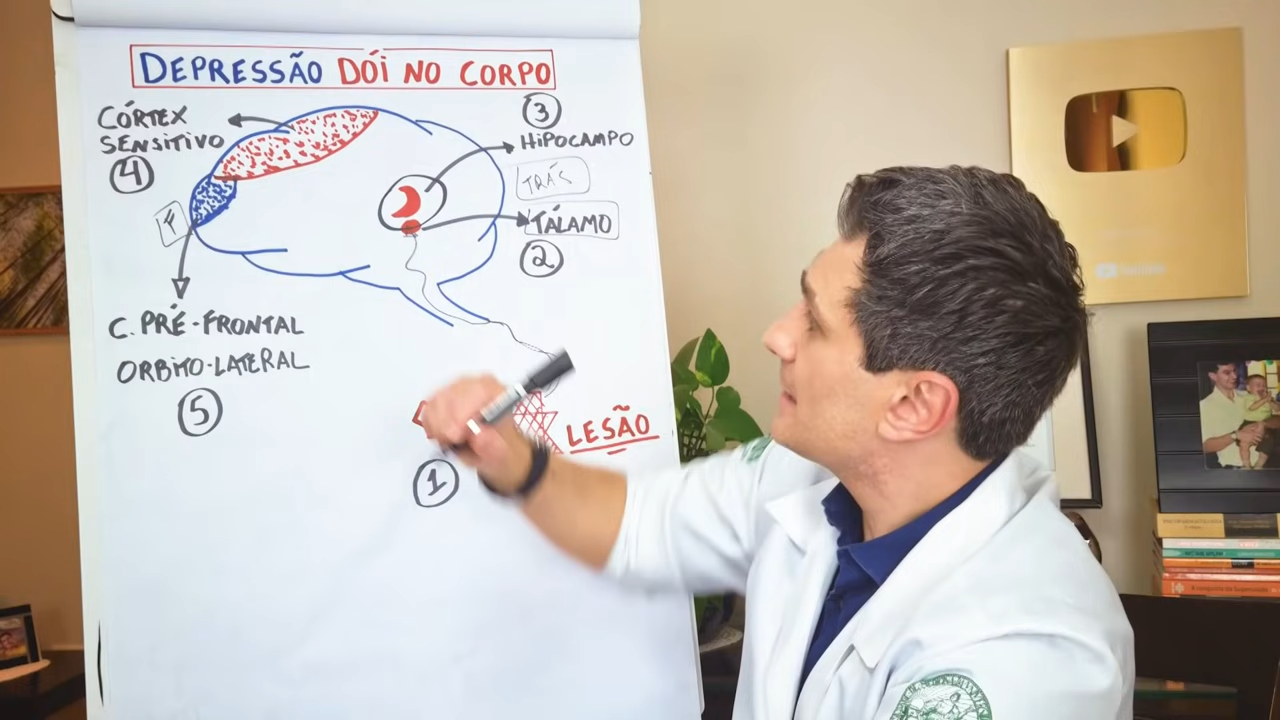 DEPRESSÃO DÓI NO CORPO
CÓRTEX
SENSITIVO
4
3
HIPOCAMPO
TRÁS
F
TÁLAMO
2
C. PRÉ-FRONTAL
ORBITO-LATERAL
5
LESÃO
1